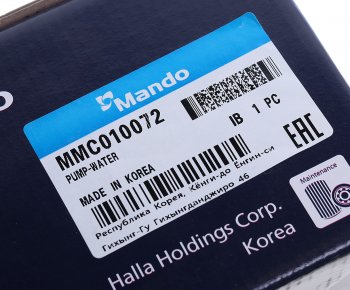 Mando
MMC010072
PUMP-WATER
IB 1 PC
MADE IN KOREA
EAC
Республика Корея, Кёнги-до Ёнгин-си
Гихынг-Гу Гихынгданджиро 46
Maintenance
Halla Holdings Corp.
Korea